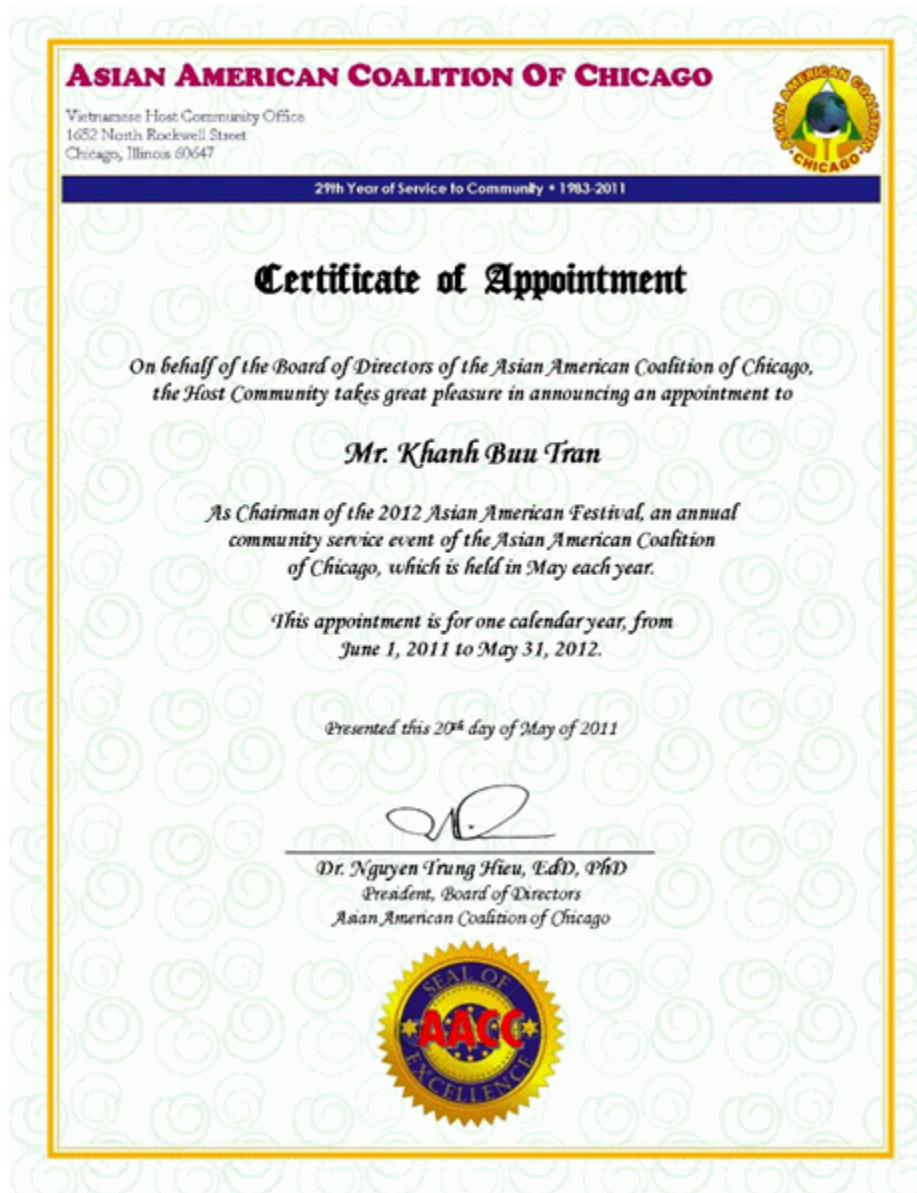 ASIAN AMERICAN COALITION OF CHICAGO
Vietnamese Host Community Office
1652 North Rockwell Street
Chicago, Illinois 60647
ASIAN AMERICAN COALITION
• CHICAGO •
29th Year of Service to Community • 1983-2011
Certificate of Appointment
On behalf of the Board of Directors of the Asian American Coalition of Chicago,
the Host Community takes great pleasure in announcing an appointment to
Mr. Khanh Buu Tran
As Chairman of the 2012 Asian American Festival, an annual
community service event of the Asian American Coalition
of Chicago, which is held in May each year.
This appointment is for one calendar year, from
June 1, 2011 to May 31, 2012.
Presented this 20th day of May of 2011
Dr. Nguyen Trung Hieu, EdD, PhD
President, Board of Directors
Asian American Coalition of Chicago
SEAL OF
AACC
EXCELLENCE